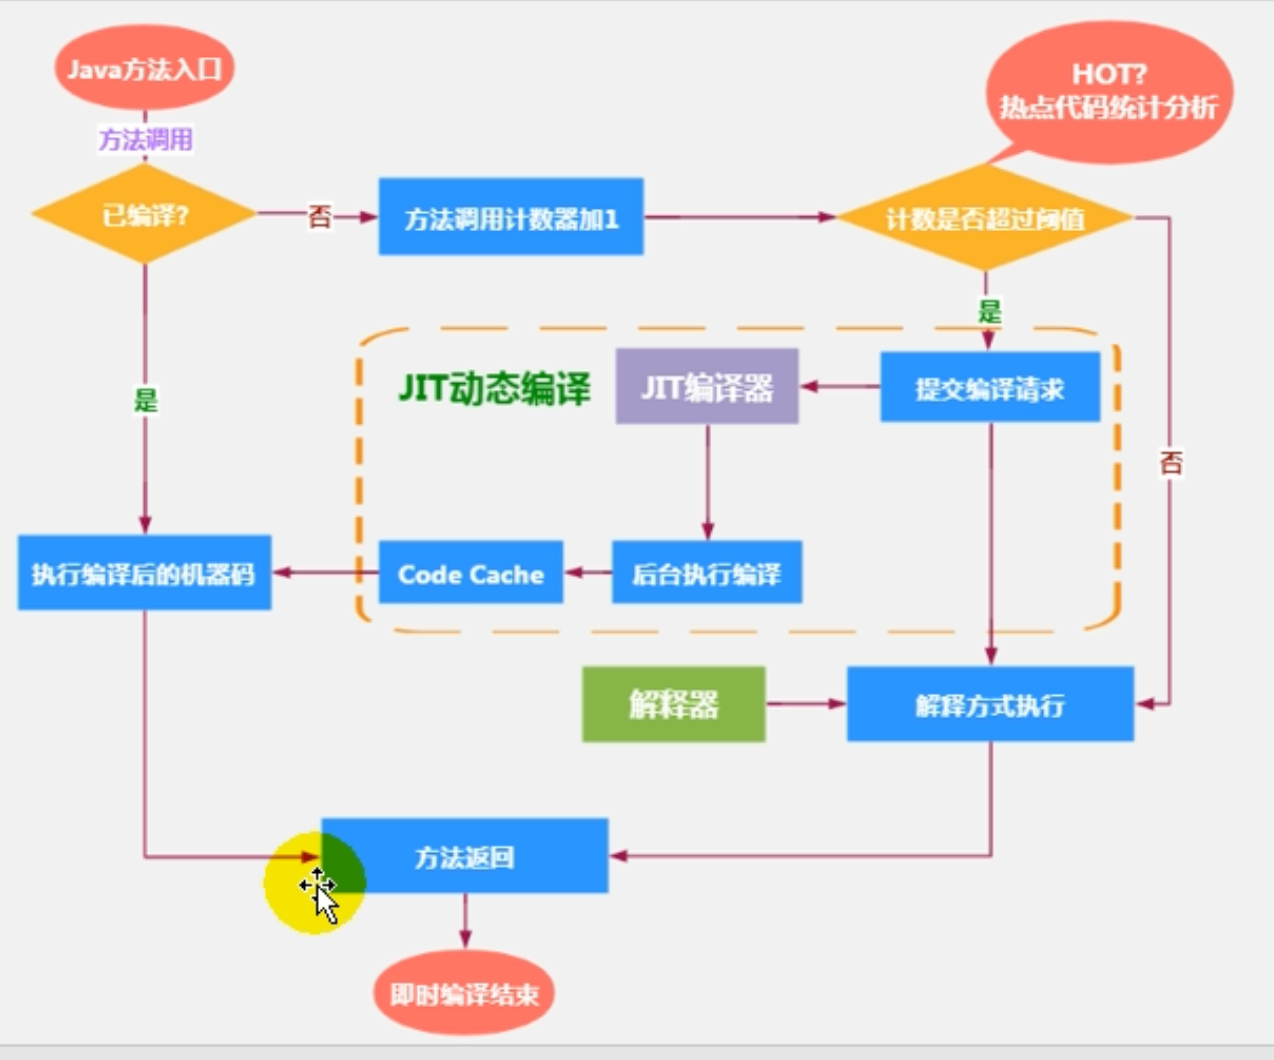 Java方法入口
HOT?
热点代码统计分析
方法调用
已编译?
否
方法调用计数器加1
计数是否超过阈值
是
JIT动态编译
JIT编译器
提交编译请求
是
否
执行编译后的机器码
Code Cache
后台执行编译
解释器
解释方式执行
方法返回
即时编译结束